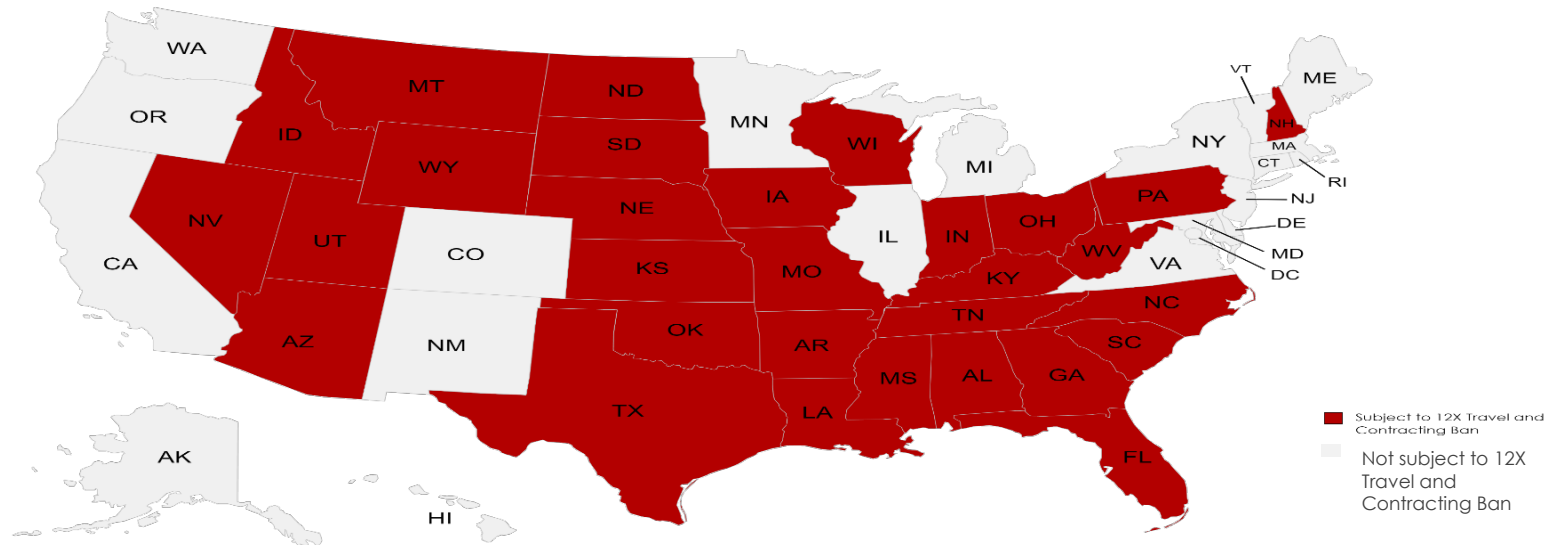 WA
MT
ND
MN
VT
ME
OR
ID
SD
WI
MI
NY
NH
MA
CT
RI
WY
NV
UT
NE
IA
IL
IN
OH
PA
NJ
DE
MD
DC
CA
CO
KS
MO
KY
WV
VA
AZ
NM
OK
AR
TN
NC
SC
TX
LA
MS
AL
GA
FL
AK
HI
Subject to 12X Travel and
Contracting Ban
Not subject to 12X
Travel and
Contracting Ban